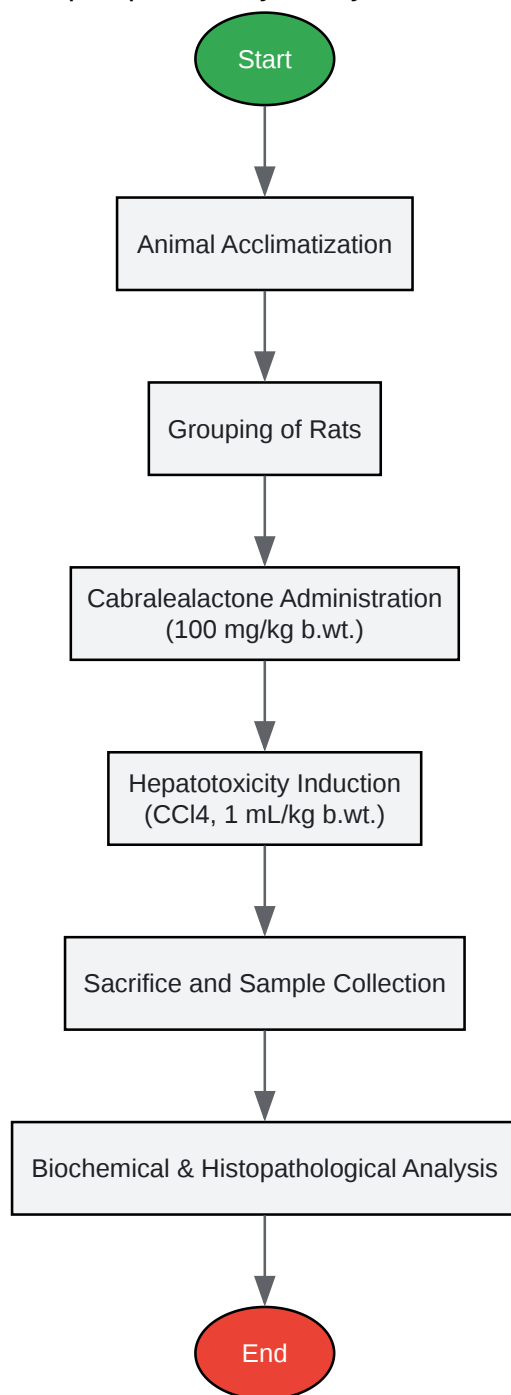 Start
Animal Acclimatization
Grouping of Rats
Cabralealactone Administration
(100 mg/kg b.wt.)
Hepatotoxicity Induction
(CCl4, 1 mL/kg b.wt.)
Sacrifice and Sample Collection
Biochemical & Histopathological Analysis
End